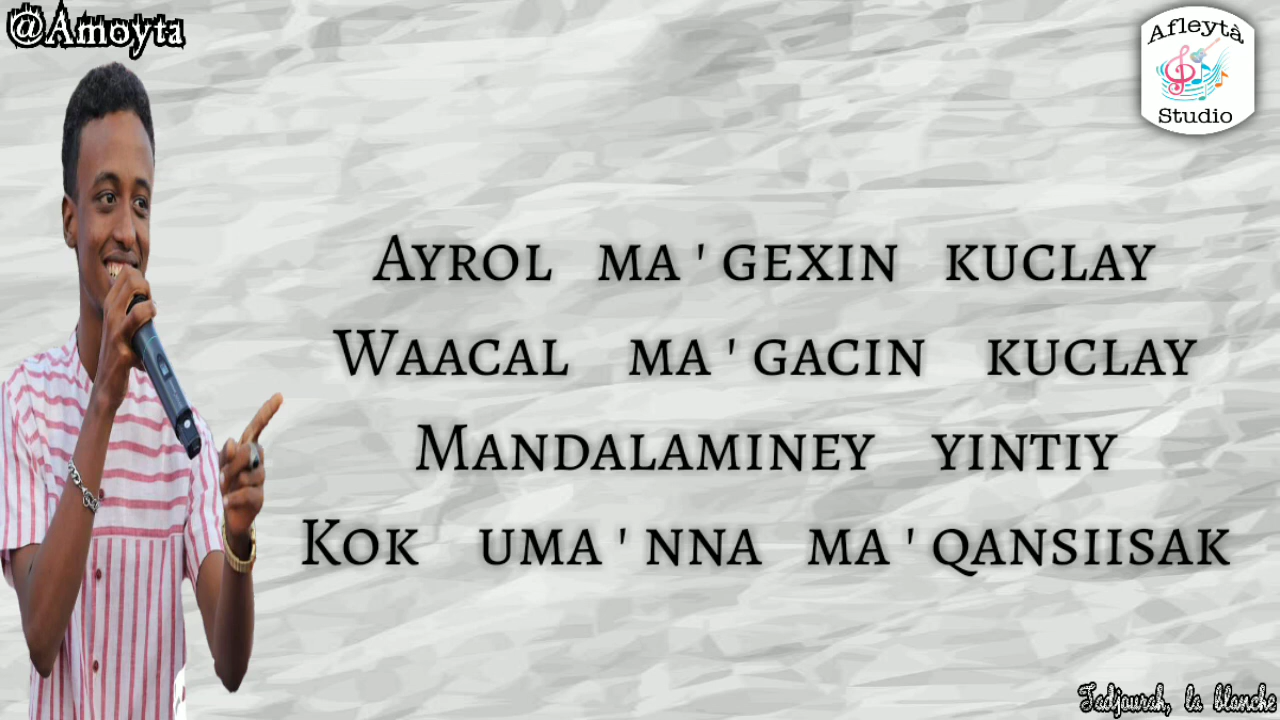 @Amoyta
Afleytà
Studio
Ayrol ma'gexin kuclay
Waacal ma'gacin kuclay
Mandalaminey yintiy
Kok uma'nna ma'qansiisak
Tadjourah, la blanche